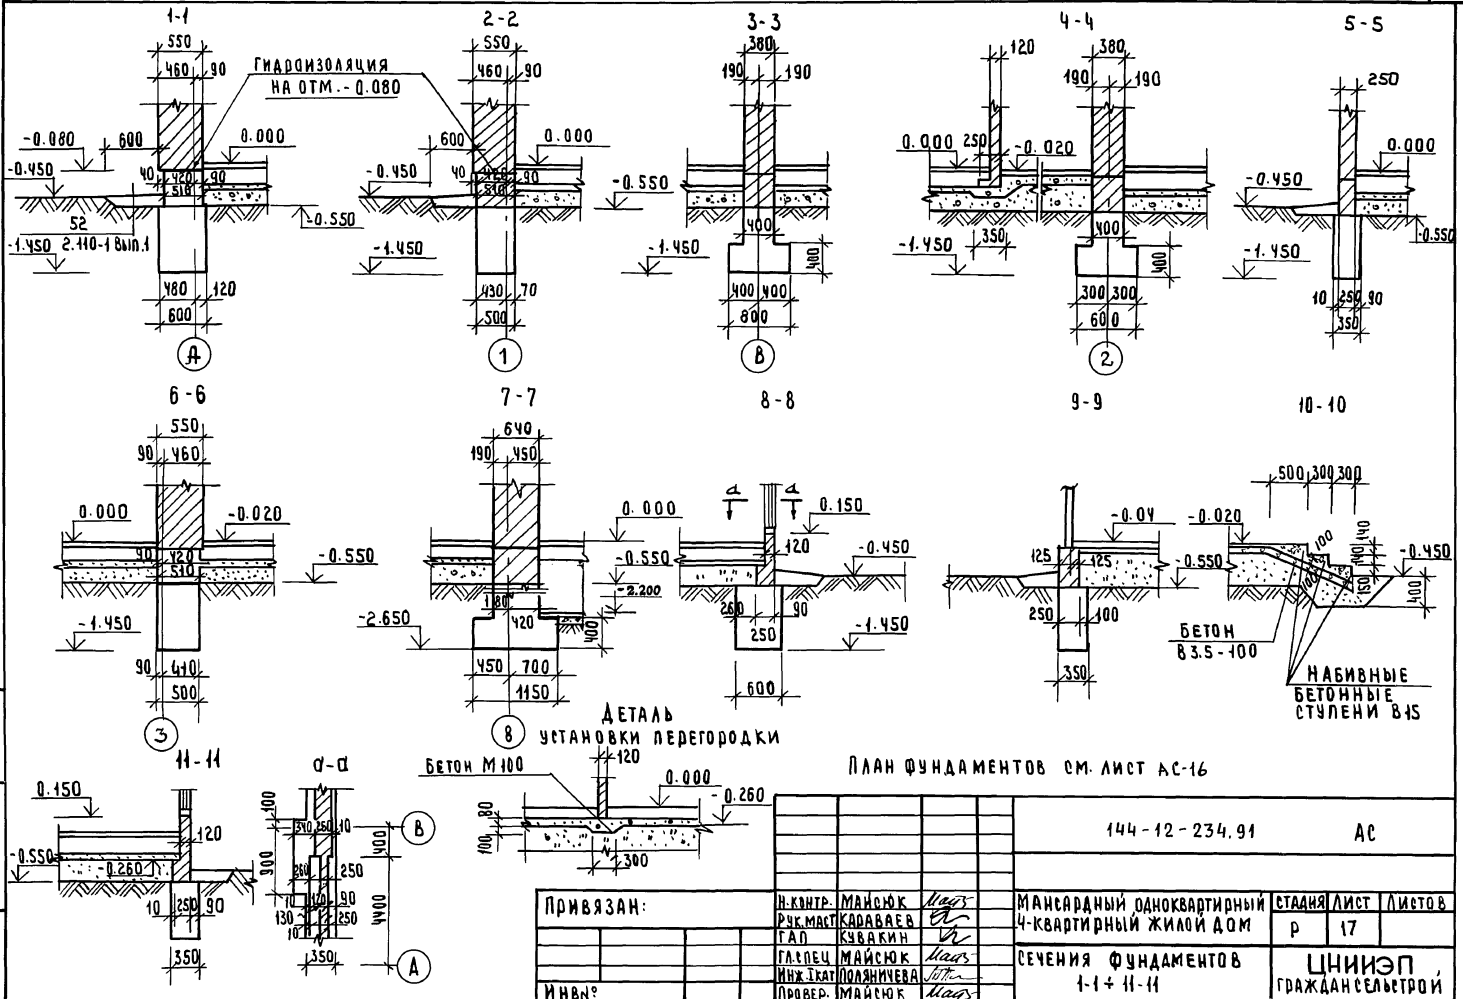 1-1
550
460 90
-0.080 600 0.000
-0.450
40 420 90
510
-0.550
52
2.110-1 Вып.1
-1.450
480 120
600
А
ГИДРОИЗОЛЯЦИЯ
НА ОТМ. -0.080
2-2
550
460 90
600 0.000
-0.450
40 420 90
510
-1.450
430 70
500
1
3-3
380
190 190
-0.550
400
-1.450
400
400 400
800
В
4-4
120 380
190 190
0.000 250 -0.020
350 400
-1.450
400
300 300
600
2
5-5
250
0.000
-0.450
-0.550
-1.450
10 250 90
350
6-6
550
90 460
0.000 -0.020
90 420
510
-0.550
-1.450
90 410
500
3
7-7
640
190 450
0.000
-0.550
-2.200
180 420
-2.650
400
450 700
1150
8
8-8
а а
0.150
120
-0.450
260 90
250
-1.450
600
9-9
-0.04
125 125
-0.550
250 100
350
10-10
500 300 300
-0.020
100 140
-0.450
100 150
400
БЕТОН
В3.5-100
НАБИВНЫЕ
БЕТОННЫЕ
СТУПЕНИ В15
11-11
0.150
120
-0.550
-0.260
10 250 90
350
а-а
100
340 250 10
В
900 400
260 250
10 120 90
130 250
10
4400
350
А
ДЕТАЛЬ
УСТАНОВКИ ПЕРЕГОРОДКИ
БЕТОН М100
120
0.000
-0.260
80
100
300
ПЛАН ФУНДАМЕНТОВ СМ. ЛИСТ АС-16
144-12-234.91 АС
ПРИВЯЗАН:
ИНВ№
Н.КОНТР. МАЙСЮК
РУК.МАСТ КАРАВАЕВ
ГАП КУВАКИН
ГЛ.СПЕЦ МАЙСЮК
ИНЖ.IКАТ ПОЛЯНИЧЕВА
ПРОВЕР. МАЙСЮК
МАНСАРДНЫЙ ОДНОКВАРТИРНЫЙ
4-КВАРТИРНЫЙ ЖИЛОЙ ДОМ
СТАДИЯ ЛИСТ ЛИСТОВ
Р 17
СЕЧЕНИЯ ФУНДАМЕНТОВ
1-1÷11-11
ЦНИИЭП
ГРАЖДАНСЕЛЬСТРОЙ